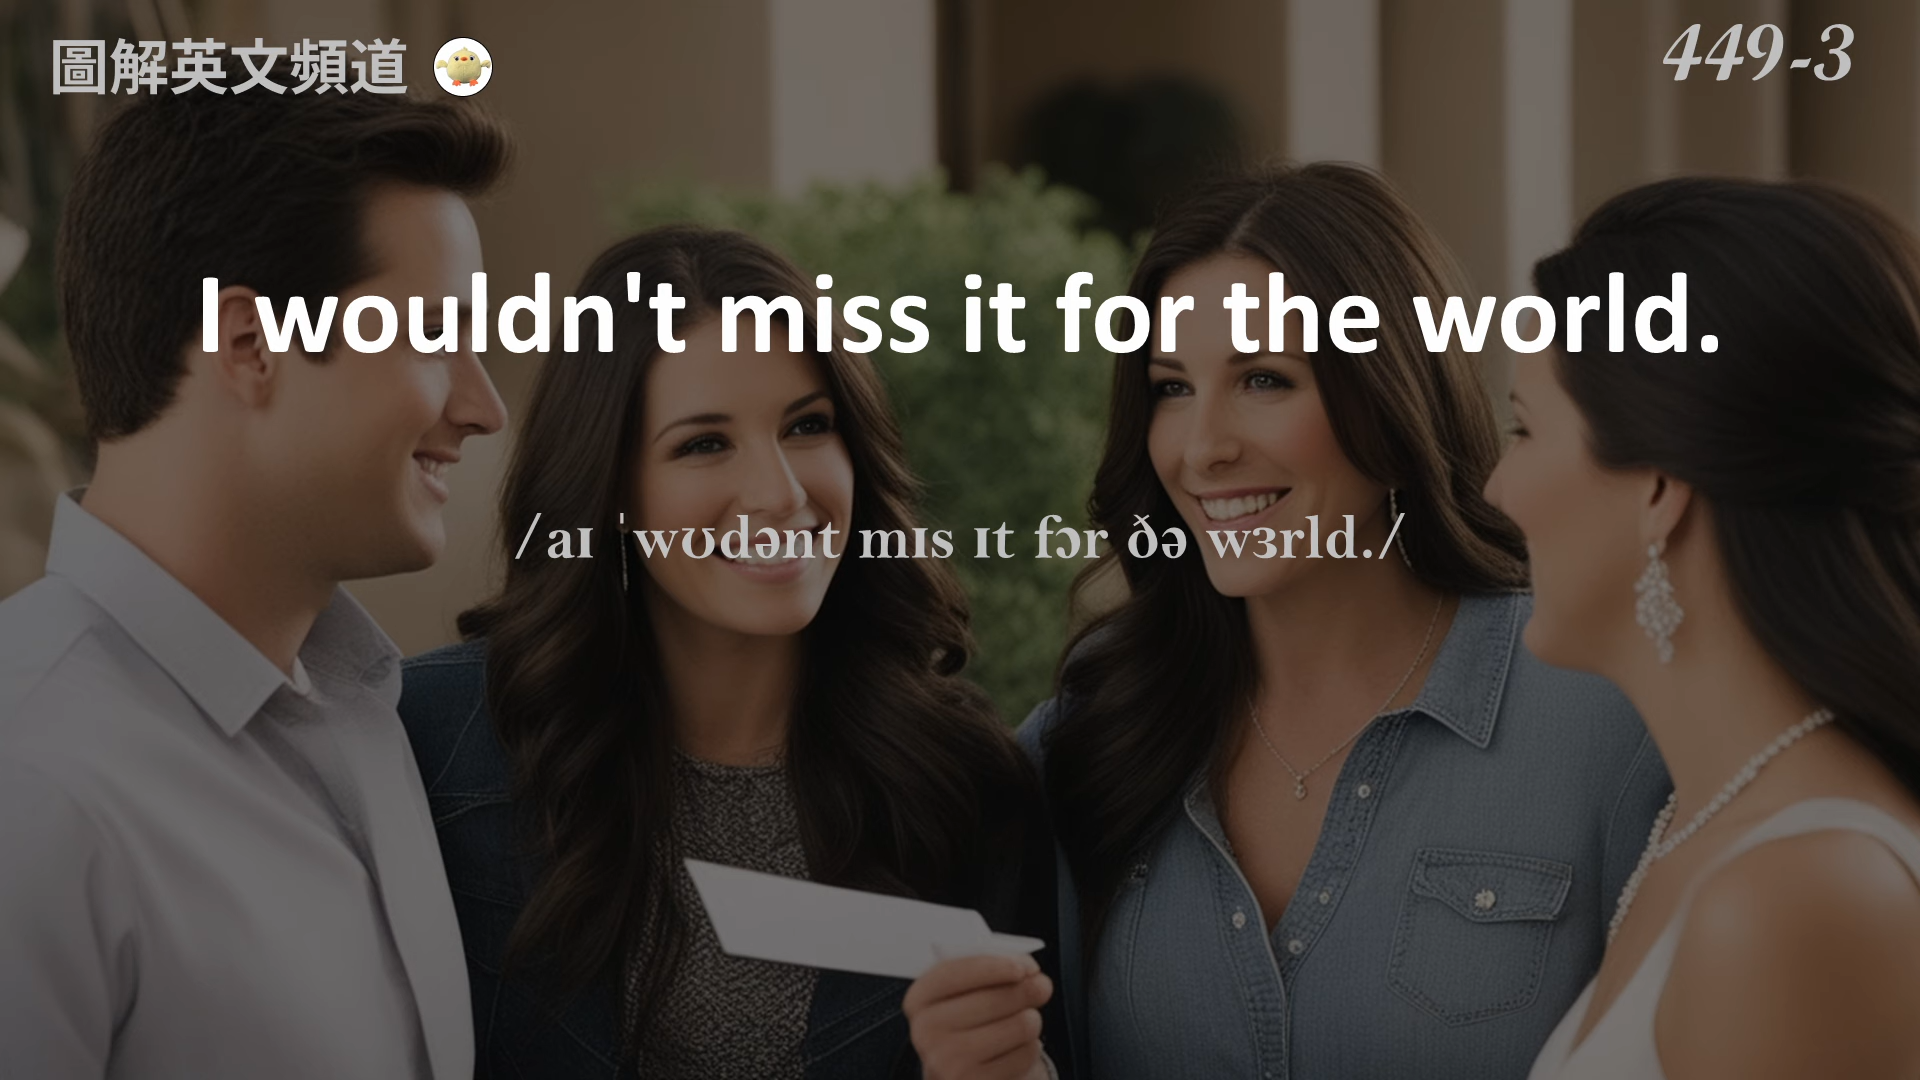 圖解英文頻道
449-3
I wouldn't miss it for the world.
/aɪ ˈwʊdənt mɪs ɪt fɔr ðə wɜrld./